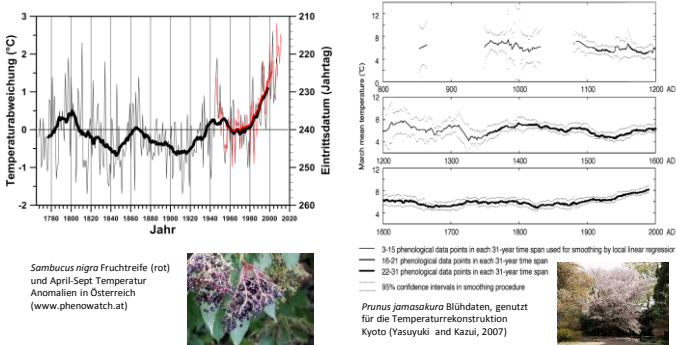 Temperaturabweichung (°C)
3
2
1
0
-1
-2
210
220
230
240
250
260
Eintrittsdatum (Jahrtag)
1780 1800 1820 1840 1860 1880 1900 1920 1940 1960 1980 2000 2020
Jahr
Sambucus nigra Fruchtreife (rot)
und April-Sept Temperatur
Anomalien in Österreich
(www.phenowatch.at)
March mean temperature (°C)
12
8
4
0
800 900 1000 1100 1200 AD
12
8
4
1200 1300 1400 1500 1600 AD
12
8
4
0
1600 1700 1800 1900 2000 AD
3-15 phenological data points in each 31-year time span used for smoothing by local linear regression
16-21 phenological data points in each 31-year time span
22-31 phenological data points in each 31-year time span
95% confidence intervals in smoothing procedure
Prunus jamasakura Blühdaten, genutzt
für die Temperaturrekonstruktion
Kyoto (Yasuyuki and Kazui, 2007)